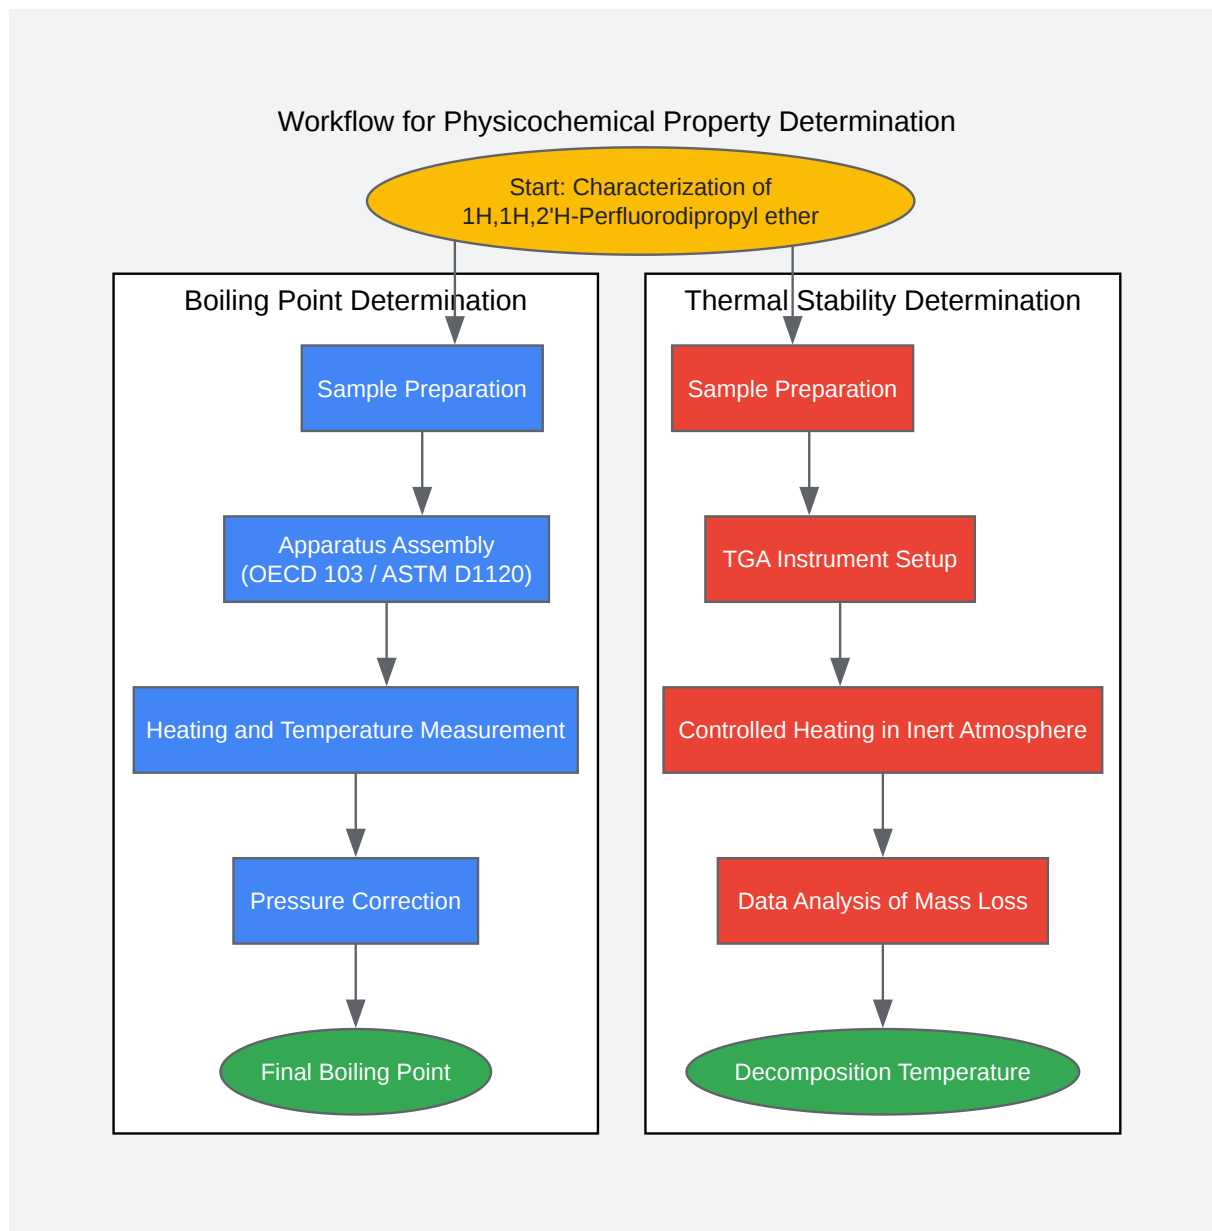 Workflow for Physicochemical Property Determination
Start: Characterization of
1H,1H,2'H-Perfluorodipropyl ether
Boiling Point Determination
Sample Preparation
Apparatus Assembly
(OECD 103 / ASTM D1120)
Heating and Temperature Measurement
Pressure Correction
Final Boiling Point
Thermal Stability Determination
Sample Preparation
TGA Instrument Setup
Controlled Heating in Inert Atmosphere
Data Analysis of Mass Loss
Decomposition Temperature